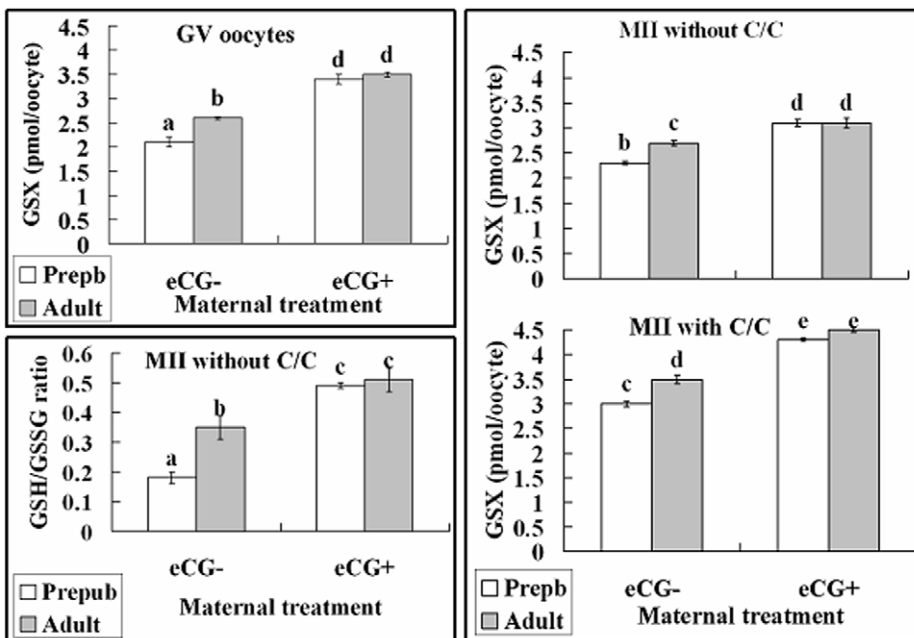 GV oocytes
GSX (pmol/oocyte)
4.5
4
3.5
3
2.5
2
1.5
1
0.5
0
a
b
d
d
eCG-
eCG+
Maternal treatment
Prepb
Adult
MII without C/C
GSH/GSSG ratio
0.6
0.5
0.4
0.3
0.2
0.1
0
a
b
c
c
eCG-
eCG+
Maternal treatment
Prepub
Adult
MII without C/C
GSX (pmol/oocyte)
4.5
4
3.5
3
2.5
2
1.5
1
0.5
0
b
c
d
d
MII with C/C
GSX (pmol/oocyte)
4.5
4
3.5
3
2.5
2
1.5
1
0.5
0
c
d
e
e
eCG-
eCG+
Maternal treatment
Prepb
Adult